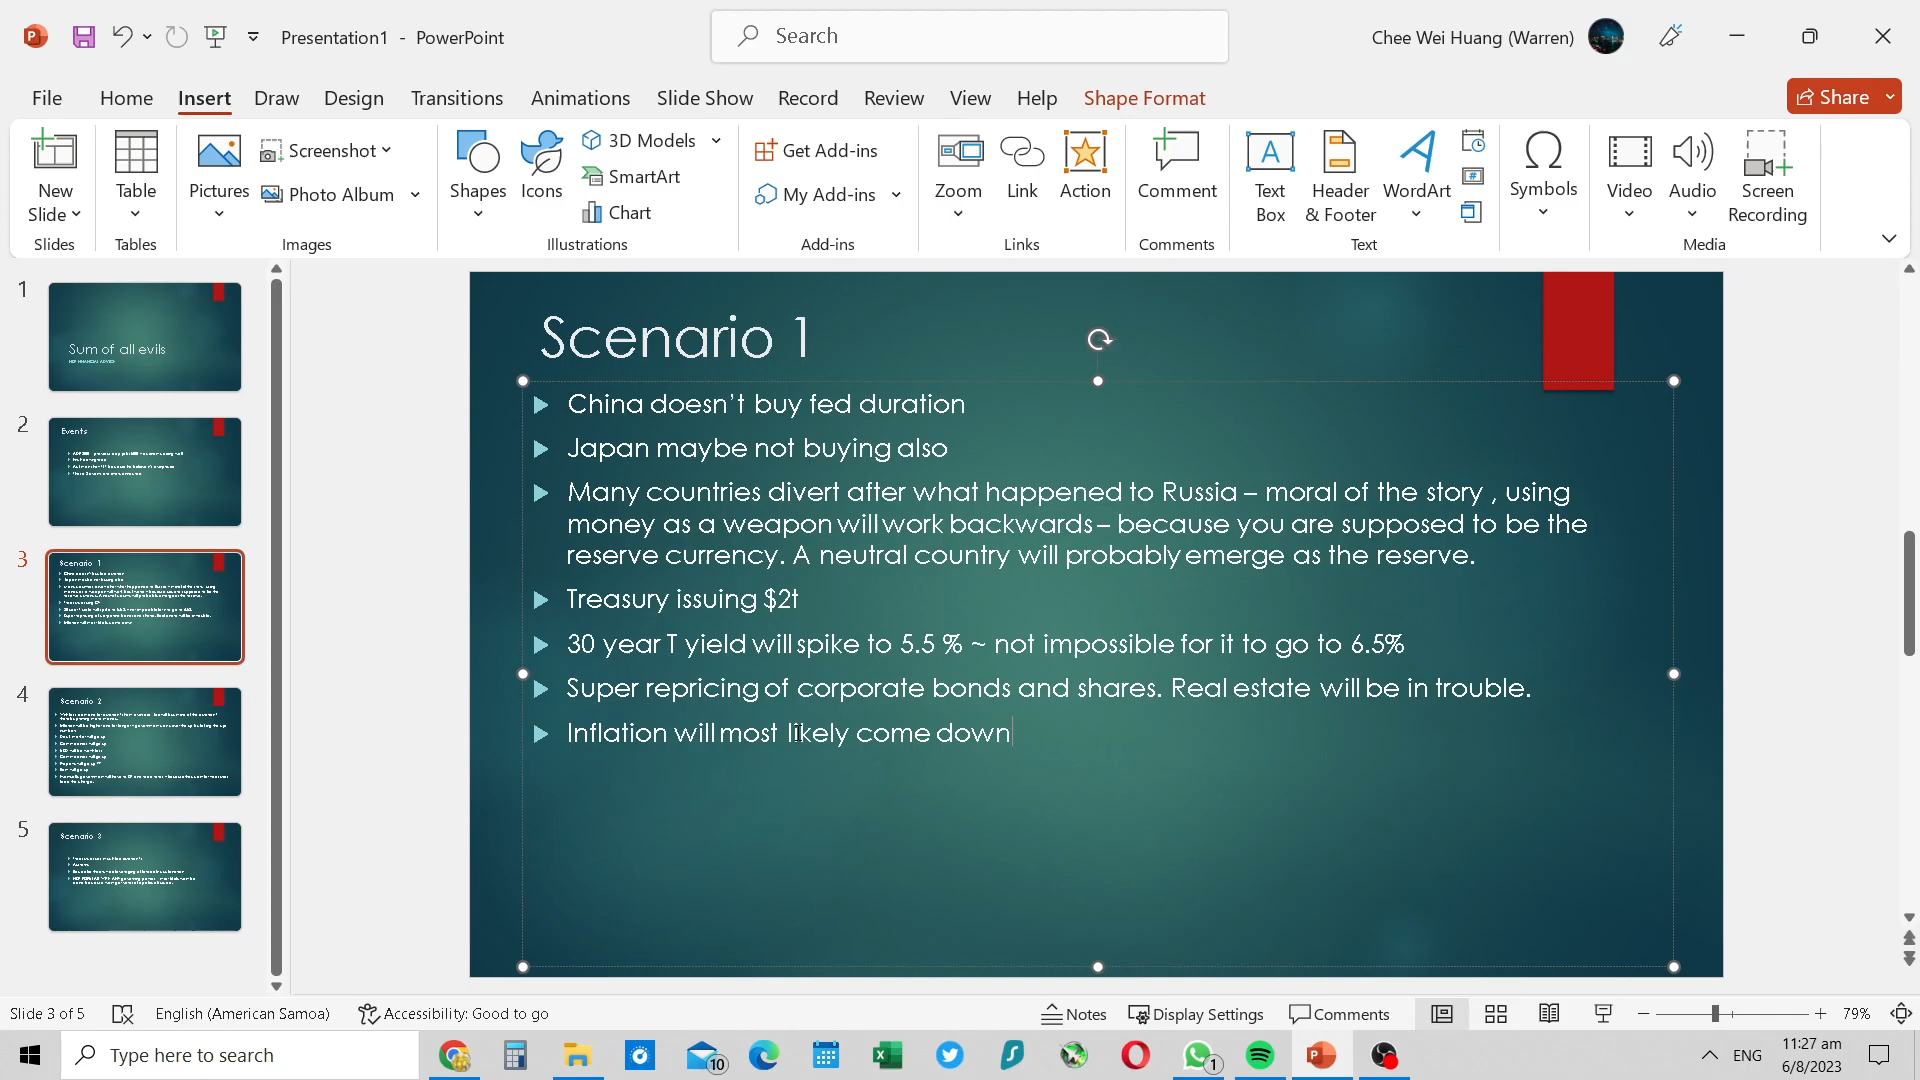 Presentation1 - PowerPoint
Search
Chee Wei Huang (Warren)
File Home Insert Draw Design Transitions Animations Slide Show Record Review View Help Shape Format
Share
New Slide
Slides
Table
Tables
Pictures
Screenshot
Photo Album
Images
Shapes
Icons
3D Models
SmartArt
Chart
Illustrations
Get Add-ins
My Add-ins
Add-ins
Zoom
Link
Action
Links
Comment
Comments
Text Box
Header & Footer
WordArt
Text
Symbols
Video
Audio
Screen Recording
Media
1
Sum of all evils
2
Events
3
Scenario 1
4
Scenario 2
5
Scenario 3
Scenario 1
China doesn’t buy fed duration
Japan maybe not buying also
Many countries divert after what happened to Russia – moral of the story , using
money as a weapon will work backwards – because you are supposed to be the
reserve currency. A neutral country will probably emerge as the reserve.
Treasury issuing $2t
30 year T yield will spike to 5.5 % ~ not impossible for it to go to 6.5%
Super repricing of corporate bonds and shares. Real estate will be in trouble.
Inflation will most likely come down
Slide 3 of 5
English (American Samoa)
Accessibility: Good to go
Notes
Display Settings
Comments
79%
Type here to search
10
1
ENG
11:27 am
6/8/2023